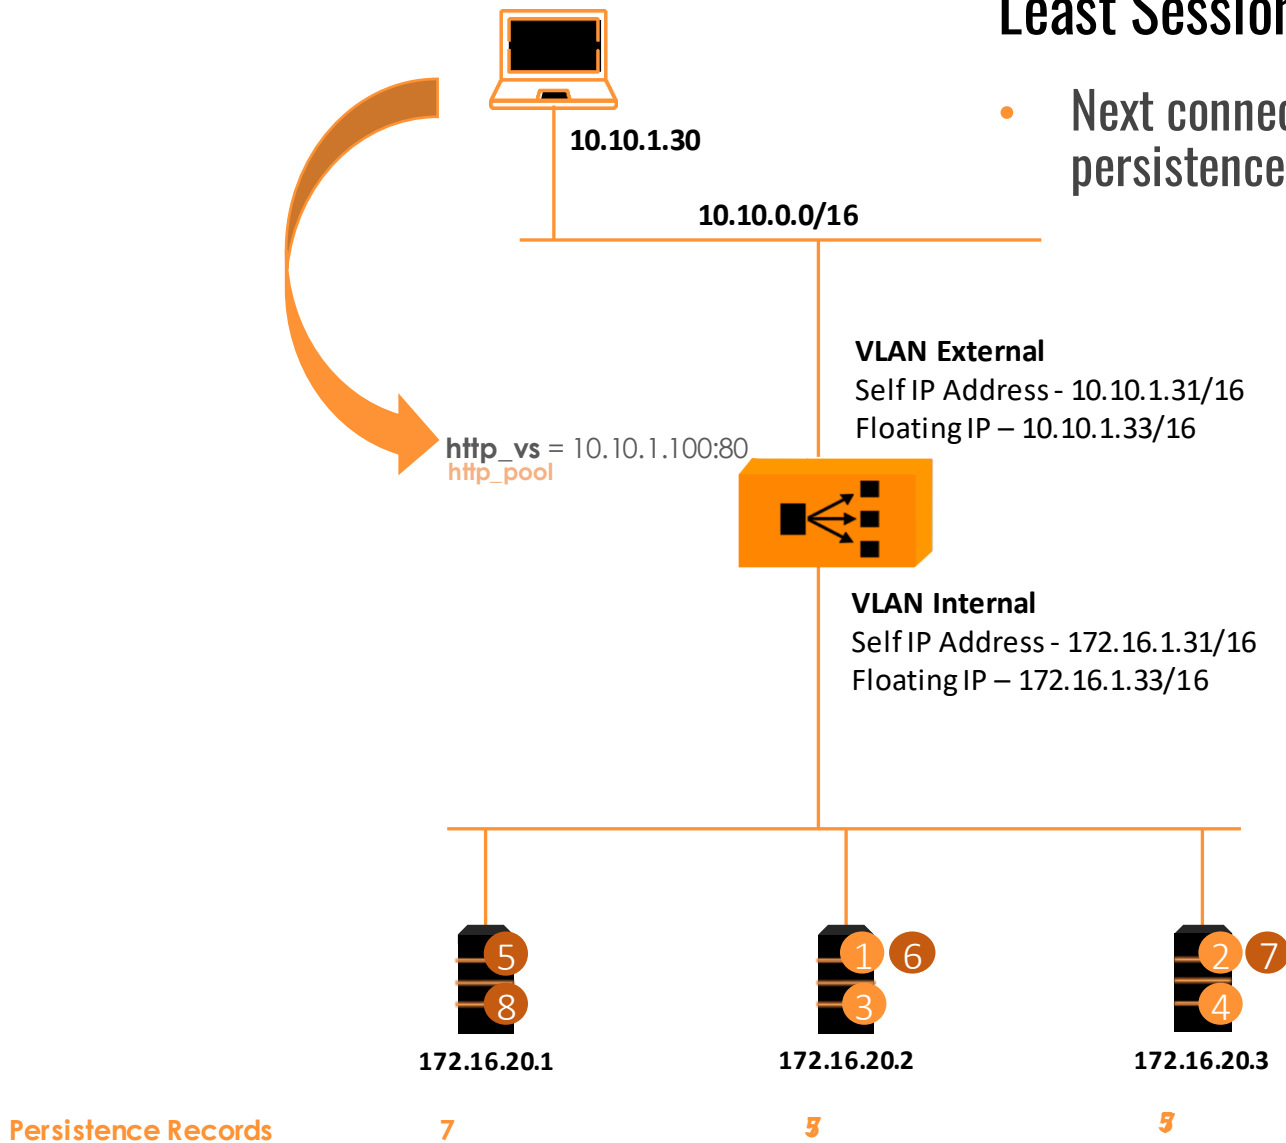 Least Session
• Next connec
persistence
10.10.1.30
10.10.0.0/16
VLAN External
Self IP Address - 10.10.1.31/16
Floating IP – 10.10.1.33/16
http_vs = 10.10.1.100:80
http_pool
VLAN Internal
Self IP Address - 172.16.1.31/16
Floating IP – 172.16.1.33/16
5 1 6 2 7
8 3 4
172.16.20.1 172.16.20.2 172.16.20.3
Persistence Records 7